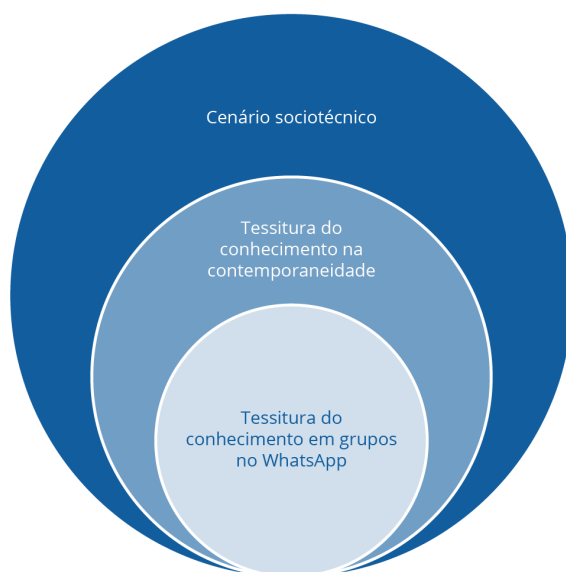 Cenário sociotécnico
Tessitura do
conhecimento na
contemporaneidade
Tessitura do
conhecimento em grupos
no WhatsApp